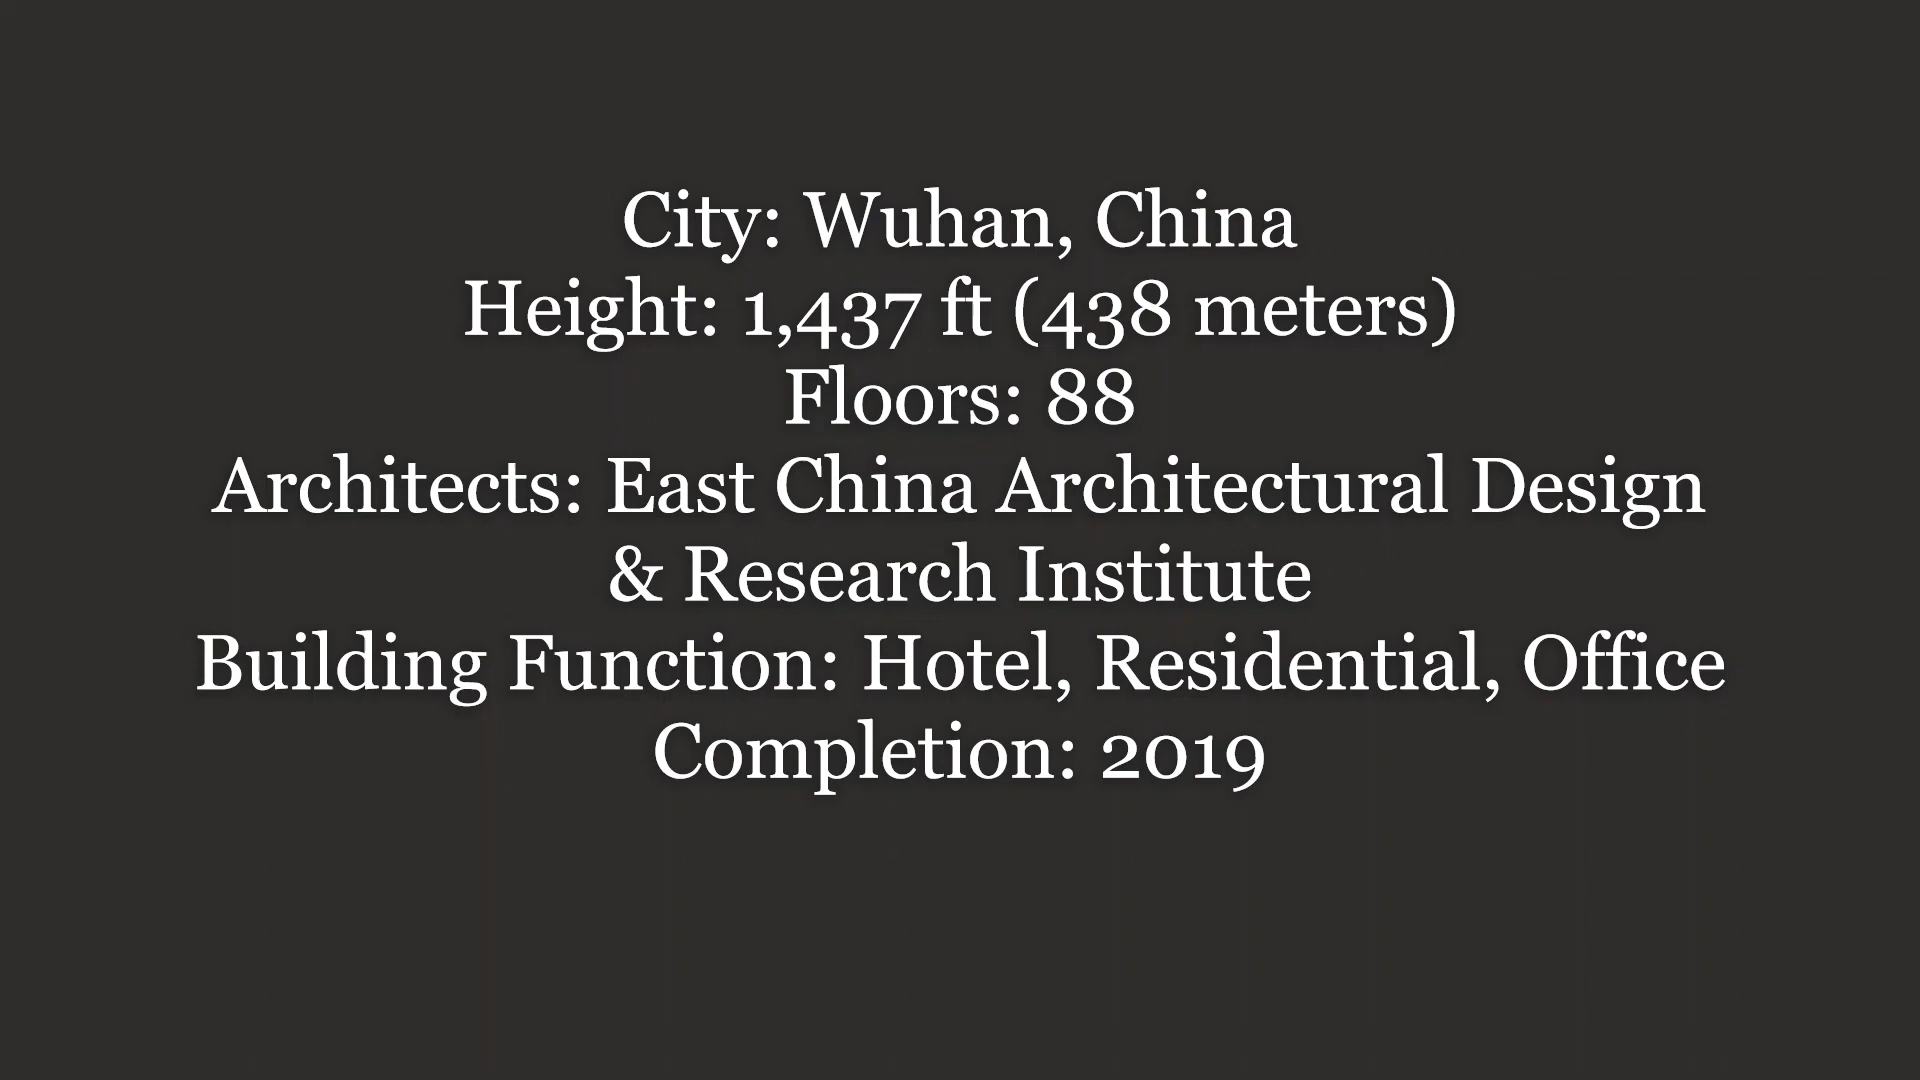 City: Wuhan, China
Height: 1,437 ft (438 meters)
Floors: 88
Architects: East China Architectural Design
& Research Institute
Building Function: Hotel, Residential, Office
Completion: 2019